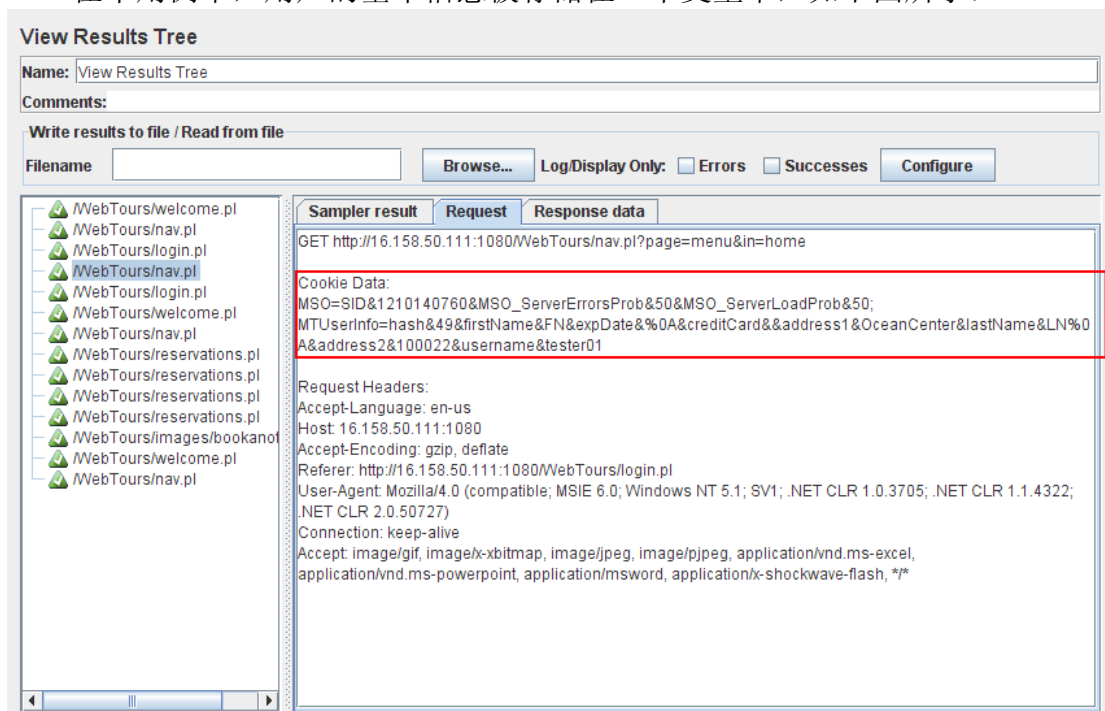 View Results Tree
Name: View Results Tree
Comments:
Write results to file / Read from file
Filename Browse... Log/Display Only: Errors Successes Configure
/WebTours/welcome.pl
/WebTours/nav.pl
/WebTours/login.pl
/WebTours/nav.pl
/WebTours/login.pl
/WebTours/welcome.pl
/WebTours/nav.pl
/WebTours/reservations.pl
/WebTours/reservations.pl
/WebTours/reservations.pl
/WebTours/reservations.pl
/WebTours/images/bookanot
/WebTours/welcome.pl
/WebTours/nav.pl
Sampler result Request Response data
GET http://16.158.50.111:1080/WebTours/nav.pl?page=menu&in=home
Cookie Data:
MSO=SID&1210140760&MSO_ServerErrorsProb&50&MSO_ServerLoadProb&50;
MTUserInfo=hash&49&firstName&FN&expDate&%0A&creditCard&&address1&OceanCenter&lastName&LN%0
A&address2&100022&username&tester01
Request Headers:
Accept-Language: en-us
Host: 16.158.50.111:1080
Accept-Encoding: gzip, deflate
Referer: http://16.158.50.111:1080/WebTours/login.pl
User-Agent: Mozilla/4.0 (compatible; MSIE 6.0; Windows NT 5.1; SV1; .NET CLR 1.0.3705; .NET CLR 1.1.4322;
.NET CLR 2.0.50727)
Connection: keep-alive
Accept: image/gif, image/x-xbitmap, image/jpeg, image/pjpeg, application/vnd.ms-excel,
application/vnd.ms-powerpoint, application/msword, application/x-shockwave-flash, */*